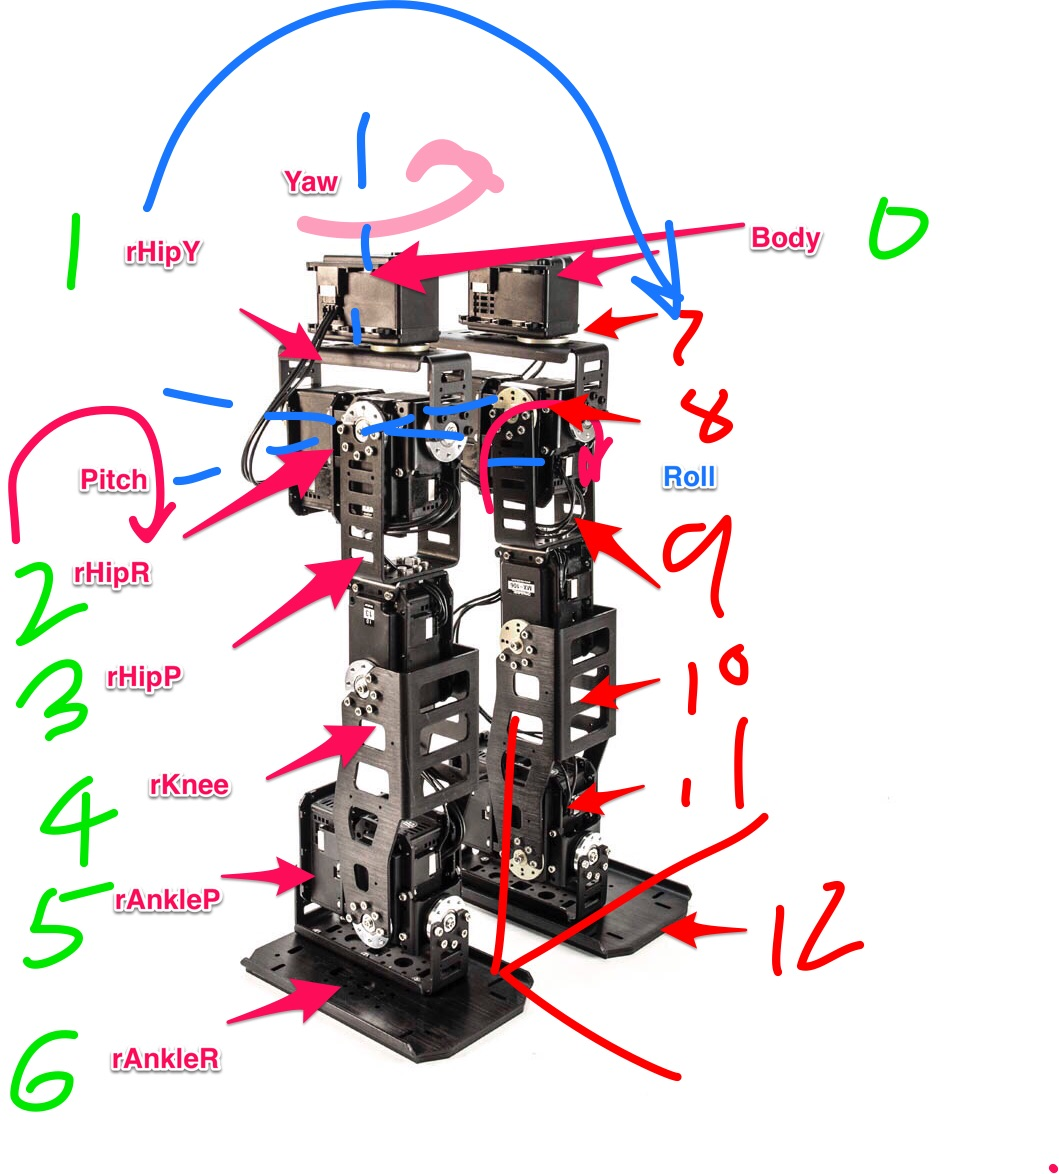 Yaw
1 rHipY
Body 0
7
8
Pitch
Roll
2 rHipR
9
3 rHipP
10
4 rKnee
11
5 rAnkleP
12
6 rAnkleR